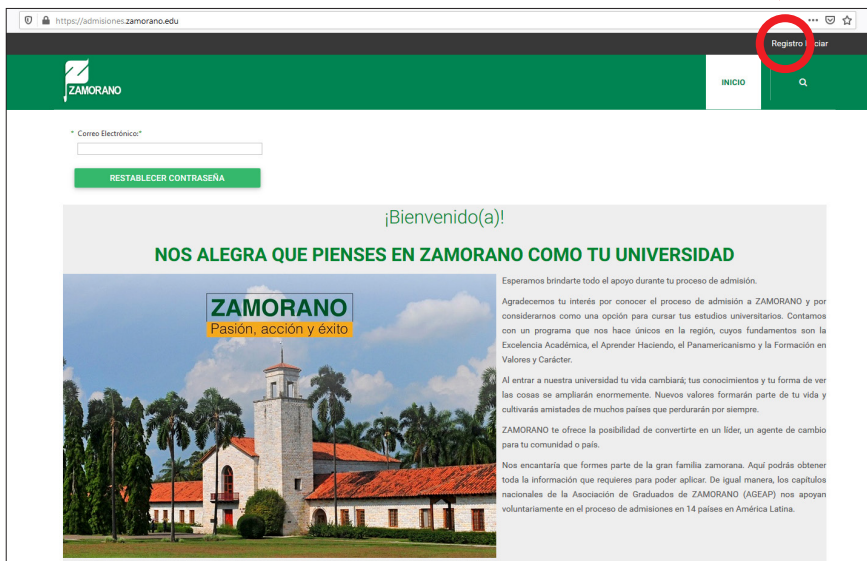 https://admisiones.zamorano.edu
Registro Iniciar
ZAMORANO
INICIO
* Correo Electrónico:*
RESTABLECER CONTRASEÑA
¡Bienvenido(a)!
NOS ALEGRA QUE PIENSES EN ZAMORANO COMO TU UNIVERSIDAD
ZAMORANO
Pasión, acción y éxito
Esperamos brindarte todo el apoyo durante tu proceso de admisión.
Agradecemos tu interés por conocer el proceso de admisión a ZAMORANO y por
considerarnos como una opción para cursar tus estudios universitarios. Contamos
con un programa que nos hace únicos en la región, cuyos fundamentos son la
Excelencia Académica, el Aprender Haciendo, el Panamericanismo y la Formación en
Valores y Carácter.
Al entrar a nuestra universidad tu vida cambiará; tus conocimientos y tu forma de ver
las cosas se ampliarán enormemente. Nuevos valores formarán parte de tu vida y
cultivarás amistades de muchos países que perdurarán por siempre.
ZAMORANO te ofrece la posibilidad de convertirte en un líder, un agente de cambio
para tu comunidad o país.
Nos encantaría que formes parte de la gran familia zamorana. Aquí podrás obtener
toda la información que requieres para poder aplicar. De igual manera, los capítulos
nacionales de la Asociación de Graduados de ZAMORANO (AGEAP) nos apoyan
voluntariamente en el proceso de admisiones en 14 países en América Latina.